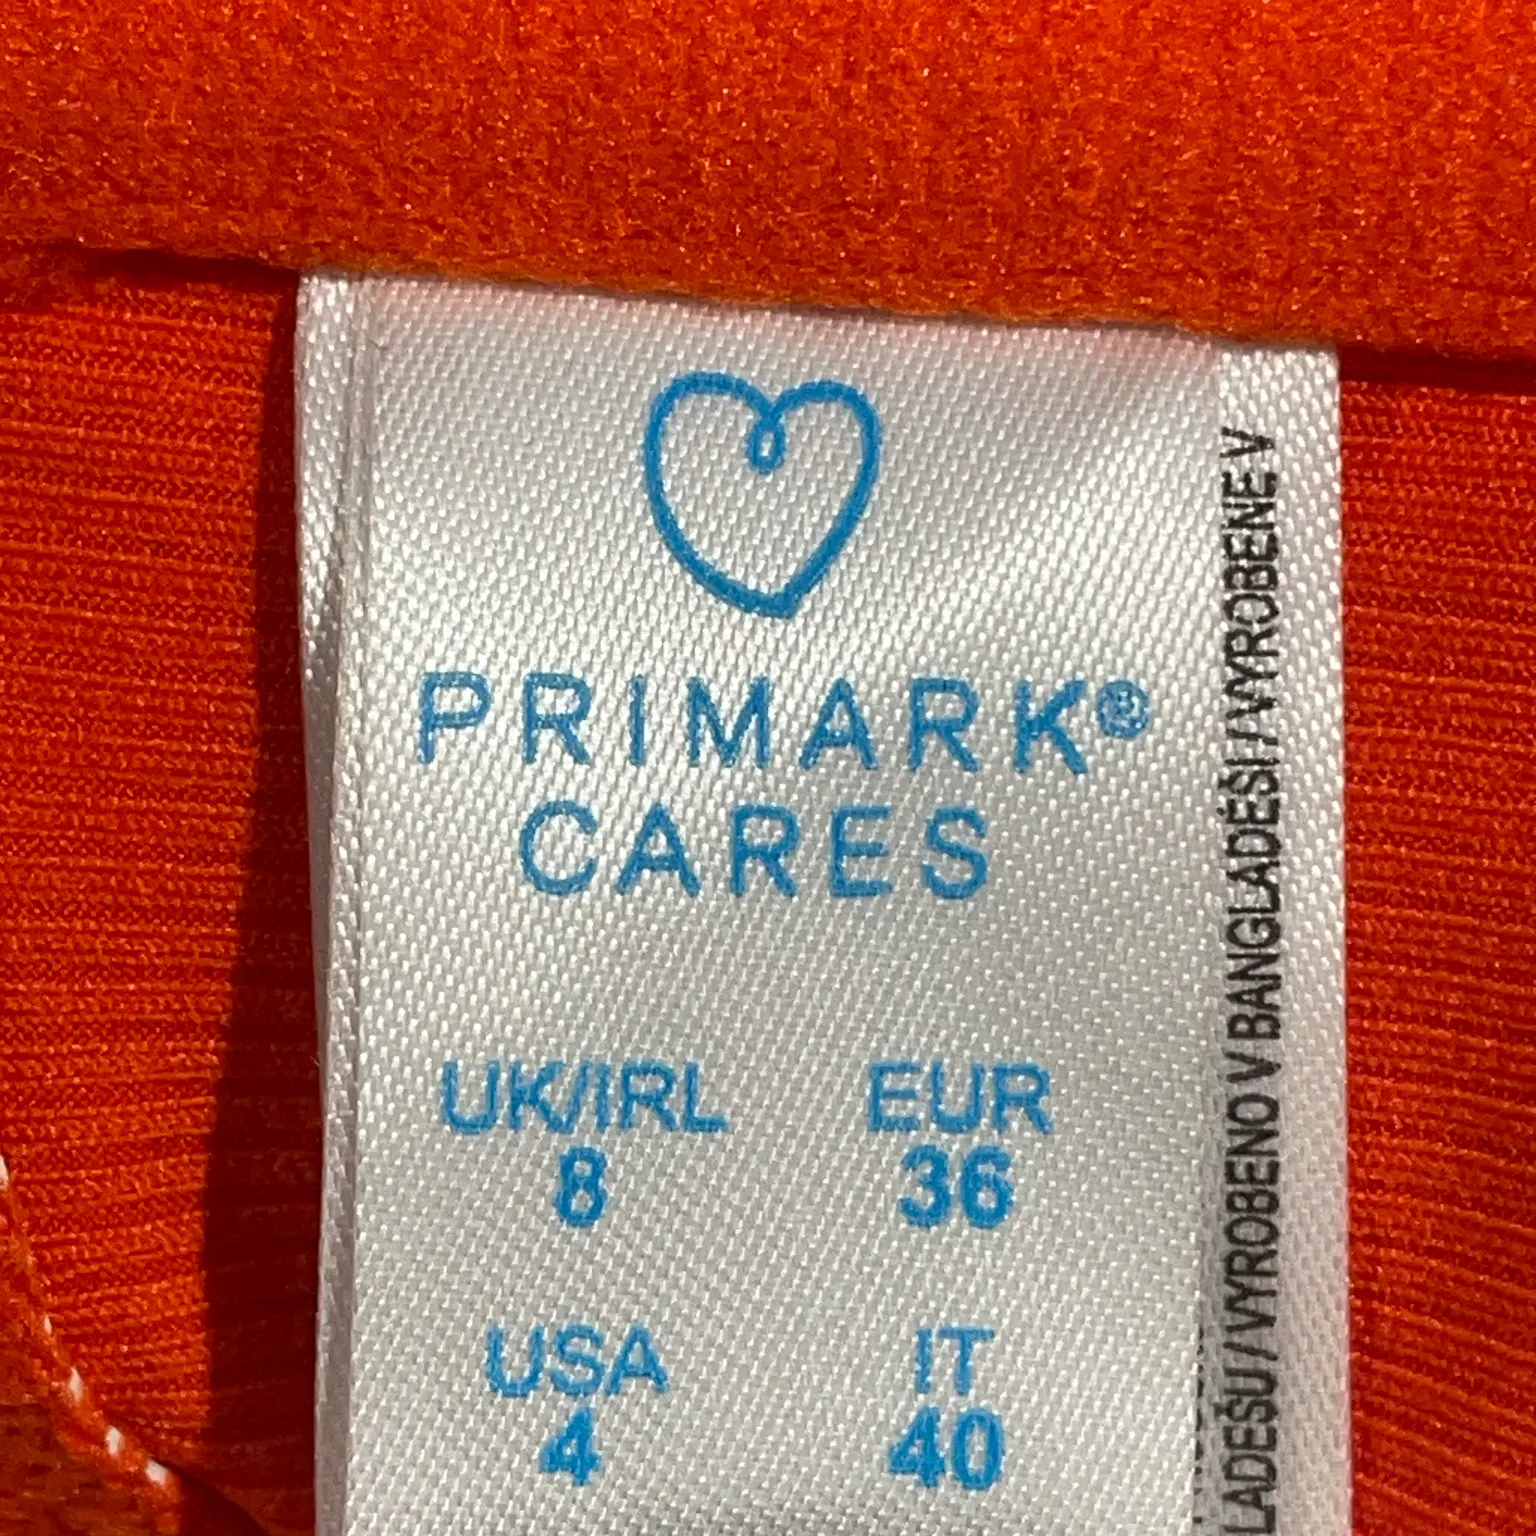 PRIMARK®
CARES
UK/IRL EUR
8 36
USA IT
4 40
LADEŠU / VYROBENO V BANGLADÉŠI / VYROBENÉ V